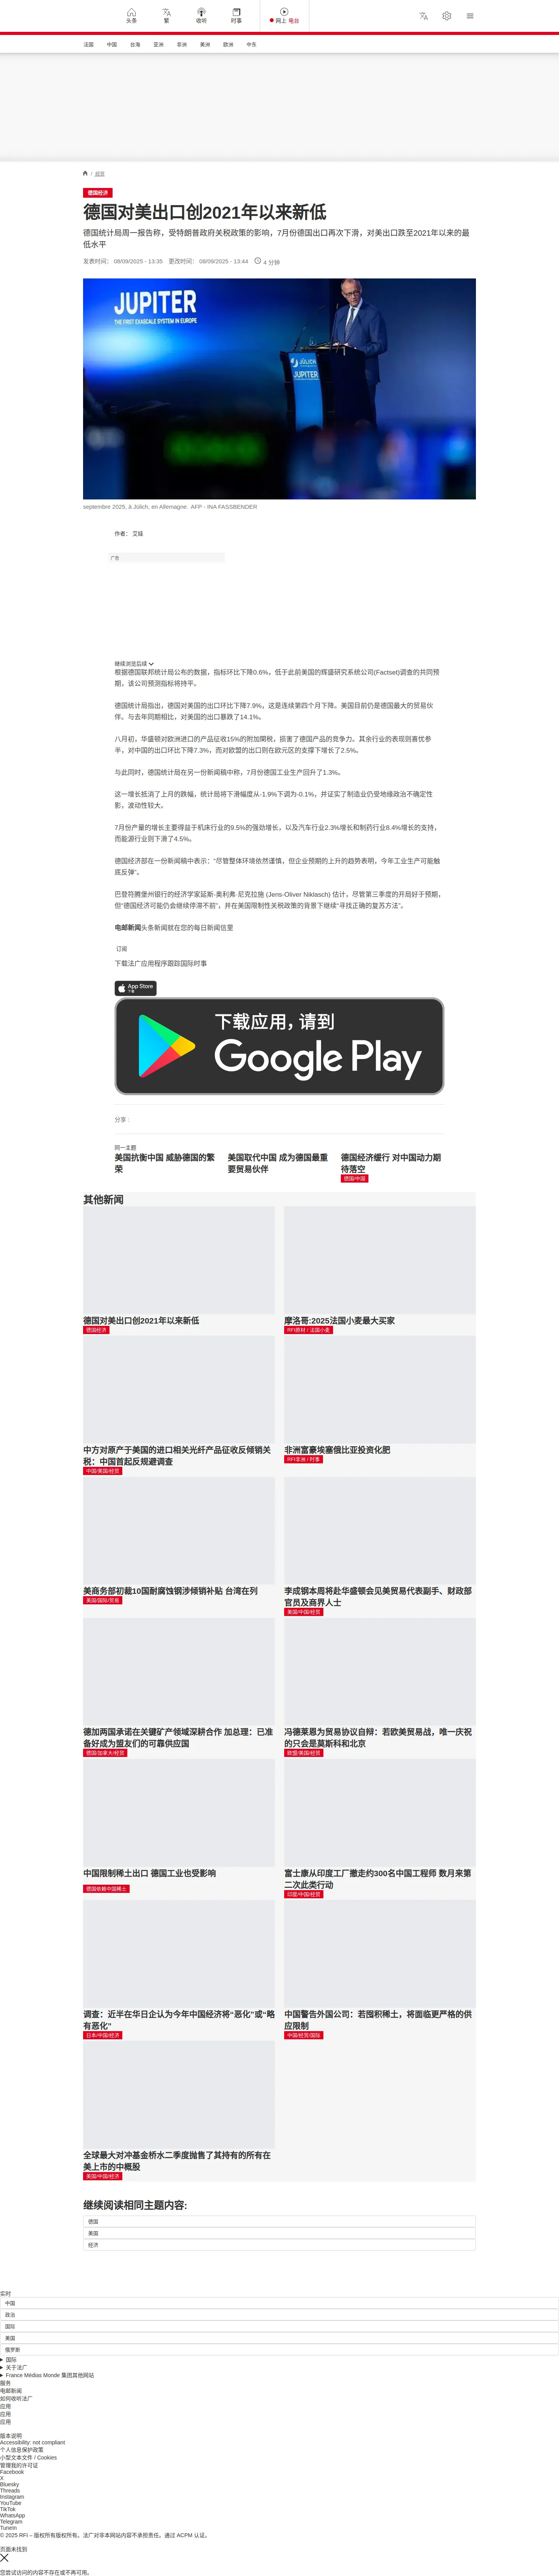 头条
繁
收听
时事
网上 电台
法国
中国
台海
亚洲
非洲
美洲
欧洲
中东
/ 经贸
德国经济
德国对美出口创2021年以来新低
德国统计局周一报告称，受特朗普政府关税政策的影响，7月份德国出口再次下滑，对美出口跌至2021年以来的最
低水平
发表时间： 08/09/2025 - 13:35 更改时间： 08/09/2025 - 13:44 4 分钟
JUPITER
THE FIRST EXASCALE SYSTEM IN EUROPE
JÜLICH
JUPITER
septembre 2025, à Jülich, en Allemagne. AFP - INA FASSBENDER
作者： 艾娃
广告
继续浏览后续
根据德国联邦统计局公布的数据，指标环比下降0.6%，低于此前美国的辉盛研究系统公司(Factset)调查的共同预
期，该公司预测指标将持平。
德国统计局指出，德国对美国的出口环比下降7.9%，这是连续第四个月下降。美国目前仍是德国最大的贸易伙
伴。与去年同期相比，对美国的出口暴跌了14.1%。
八月初，华盛顿对欧洲进口的产品征收15%的附加關稅，损害了德国产品的竞争力。其余行业的表现则喜忧参
半，对中国的出口环比下降7.3%，而对欧盟的出口则在欧元区的支撑下增长了2.5%。
与此同时，德国统计局在另一份新闻稿中称，7月份德国工业生产回升了1.3%。
这一增长抵消了上月的跌幅，统计局将下滑幅度从-1,9%下调为-0.1%，并证实了制造业仍受地缘政治不确定性
影，波动性较大。
7月份产量的增长主要得益于机床行业的9.5%的强劲增长，以及汽车行业2.3%增长和制药行业8.4%增长的支持，
而能源行业则下滑了4.5%。
德国经济部在一份新闻稿中表示：“尽管整体环境依然谨慎，但企业预期的上升的趋势表明，今年工业生产可能触
底反弹”。
巴登符腾堡州银行的经济学家延斯-奥利弗·尼克拉施 (Jens-Oliver Niklasch) 估计，尽管第三季度的开局好于预期，
但“德国经济可能仍会继续停滞不前”，并在美国限制性关税政策的背景下继续“寻找正确的复苏方法”。
电邮新闻头条新闻就在您的每日新闻信里
订阅
下载法广应用程序跟踪国际时事
App Store
下载
下载应用，请到
Google Play
分享 :
同一主题
美国抗衡中国 威胁德国的繁
荣
美国取代中国 成为德国最重
要贸易伙伴
德国经济缓行 对中国动力期
待落空
德国/中国
其他新闻
德国对美出口创2021年以来新低
德国经济
摩洛哥:2025法国小麦最大买家
RFI原材 / 法国小麦
中方对原产于美国的进口相关光纤产品征收反倾销关
税：中国首起反规避调查
中国/美国/经贸
非洲富豪埃塞俄比亚投资化肥
RFI非洲 / 时事
美商务部初裁10国耐腐蚀钢涉倾销补贴 台湾在列
美国/国际/贸易
李成钢本周将赴华盛顿会见美贸易代表副手、财政部
官员及商界人士
美国/中国/经贸
德加两国承诺在关键矿产领域深耕合作 加总理：已准
备好成为盟友们的可靠供应国
德国/加拿大/经贸
冯德莱恩为贸易协议自辩：若欧美贸易战，唯一庆祝
的只会是莫斯科和北京
欧盟/美国/经贸
中国限制稀土出口 德国工业也受影响
德国依赖中国稀土
富士康从印度工厂撤走约300名中国工程师 数月来第
二次此类行动
印度/中国/经贸
调查：近半在华日企认为今年中国经济将“恶化”或“略
有恶化”
日本/中国/经济
中国警告外国公司：若囤积稀土，将面临更严格的供
应限制
中国/经贸/国际
全球最大对冲基金桥水二季度抛售了其持有的所有在
美上市的中概股
美国/中国/经济
继续阅读相同主题内容:
德国
美国
经济
实时
中国
政治
国际
美国
俄罗斯
国际
关于法广
France Médias Monde 集团其他网站
服务
电邮新闻
如何收听法广
应用
应用
应用
版本说明
Accessibility: not compliant
个人信息保护政策
小型文本文件 / Cookies
管理我的许可证
Facebook
X
Bluesky
Threads
Instagram
YouTube
TikTok
WhatsApp
Telegram
TuneIn
© 2025 RFI – 版权所有版权所有。法广对非本网站内容不承担责任。通过 ACPM 认证。
页面未找到
您尝试访问的内容不存在或不再可用。